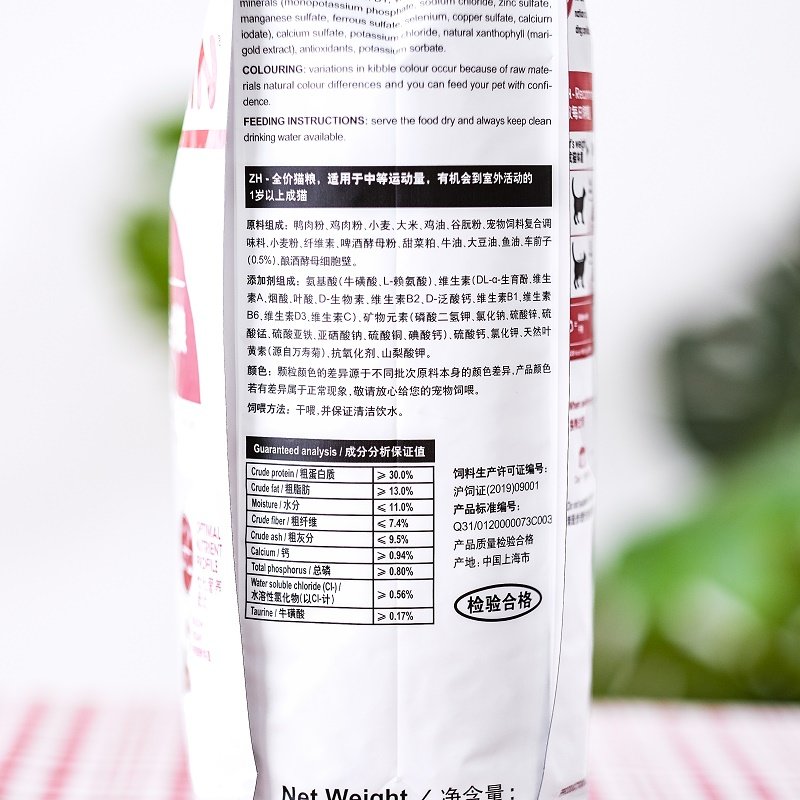 minerals (monopotassium phosphate, sodium chloride, zinc sulfate,
manganese sulfate, ferrous sulfate, selenium, copper sulfate, calcium
iodate), calcium sulfate, potassium chloride, natural xanthophyll (mari-
gold extract), antioxidants, potassium sorbate.
COLOURING: variations in kibble colour occur because of raw mate-
rials natural colour differences and you can feed your pet with confi-
dence.
FEEDING INSTRUCTIONS: serve the food dry and always keep clean
drinking water available.
ZH - 全价猫粮，适用于中等运动量，有机会到室外活动的
1岁以上成猫
原料组成：鸭肉粉、鸡肉粉、小麦、大米、鸡油、谷朊粉、宠物饲料复合调
味料、小麦粉、纤维素、啤酒酵母粉、甜菜粕、牛油、大豆油、鱼油、车前子
(0.5%)、酿酒酵母细胞壁。
添加剂组成：氨基酸(牛磺酸、L-赖氨酸)、维生素(DL-α-生育酚、维生
素A、烟酸、叶酸、D-生物素、维生素B2、D-泛酸钙、维生素B1、维生素
B6、维生素D3、维生素C)、矿物元素(磷酸二氢钾、氯化钠、硫酸锌、硫
酸锰、硫酸亚铁、亚硒酸钠、硫酸铜、碘酸钙)、硫酸钙、氯化钾、天然叶
黄素(源自万寿菊)、抗氧化剂、山梨酸钾。
颜色：颗粒颜色的差异源于不同批次原料本身的颜色差异,产品颜色
若有差异属于正常现象，敬请放心给您的宠物饲喂。
饲喂方法：干喂,并保证清洁饮水。
Guaranteed analysis / 成分分析保证值
Crude protein / 粗蛋白质 ⩾ 30.0%
Crude fat / 粗脂肪 ⩾ 13.0%
Moisture / 水分 ⩽ 11.0%
Crude fiber / 粗纤维 ⩽ 7.4%
Crude ash / 粗灰分 ⩽ 9.5%
Calcium / 钙 ⩾ 0.94%
Total phosphorus / 总磷 ⩾ 0.80%
Water soluble chloride (Cl-) /
水溶性氯化物(以Cl-计) ⩾ 0.56%
Taurine / 牛磺酸 ⩾ 0.17%
饲料生产许可证编号：
沪饲证(2019)09001
产品标准编号：
Q31/0120000073C003
产品质量检验合格
产地：中国上海市
检验合格
OPTIMAL
NUTRIENT
PROFILE
Net Weight / 净含量：